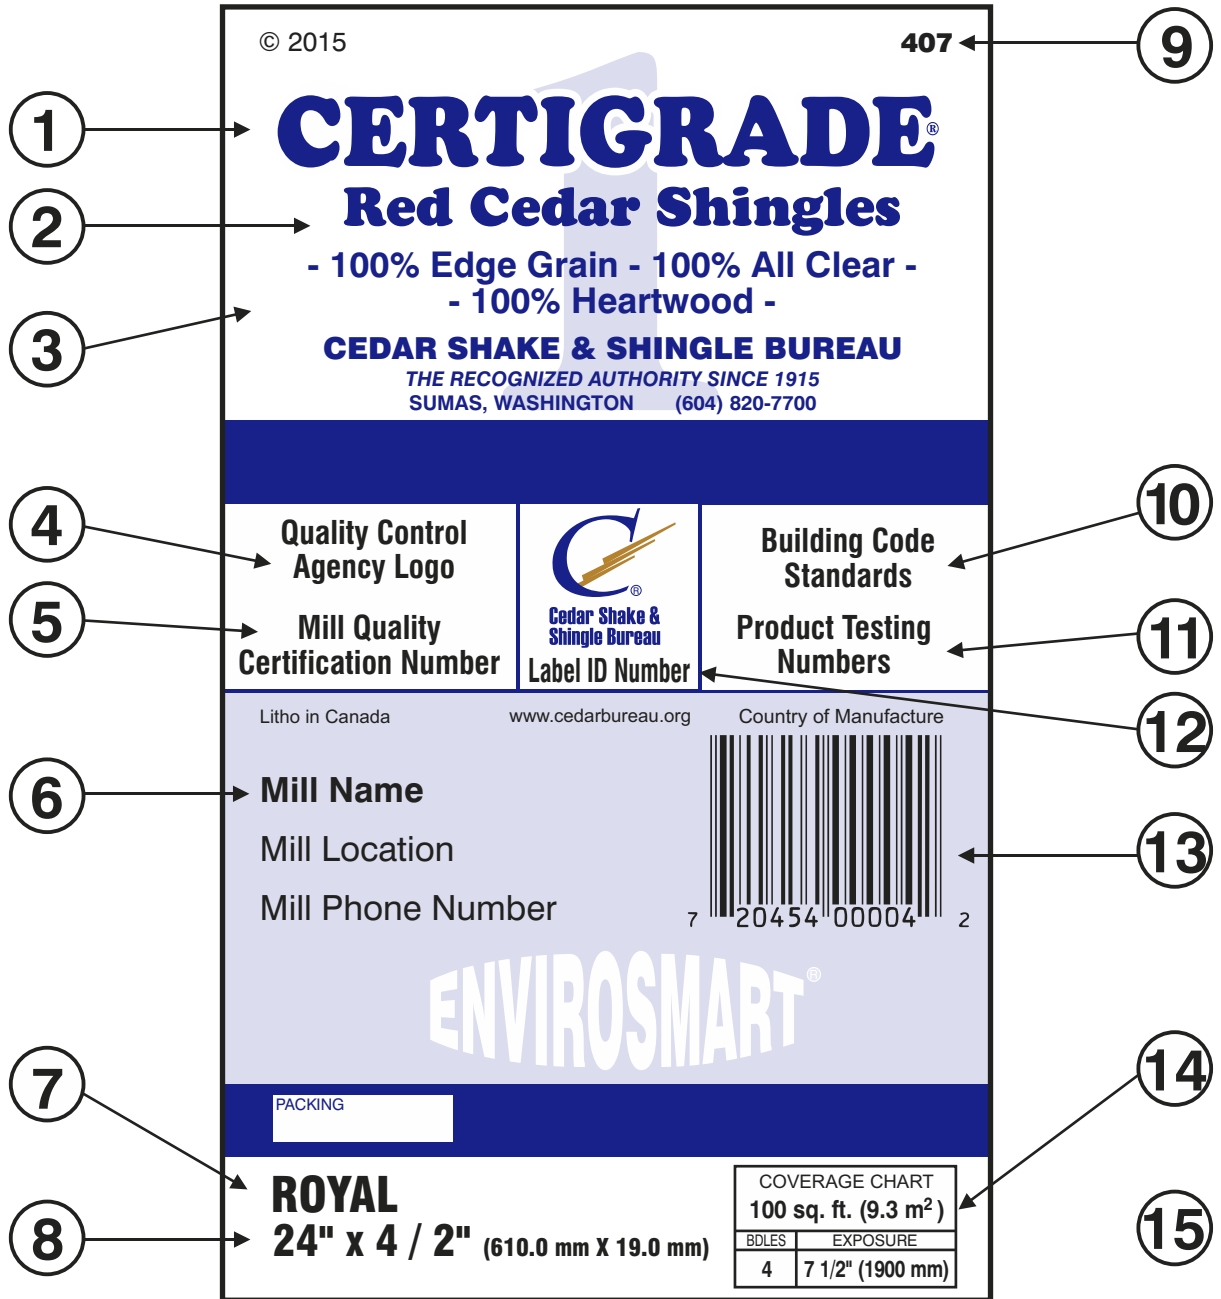 © 2015
407
9
1
CERTIGRADE®
2
Red Cedar Shingles
- 100% Edge Grain - 100% All Clear -
- 100% Heartwood -
3
CEDAR SHAKE & SHINGLE BUREAU
THE RECOGNIZED AUTHORITY SINCE 1915
SUMAS, WASHINGTON (604) 820-7700
1
4
Quality Control
Agency Logo
5
Mill Quality
Certification Number
C®
Cedar Shake &
Shingle Bureau
Label ID Number
Building Code
Standards
10
Product Testing
Numbers
11
12
Litho in Canada
www.cedarbureau.org
Country of Manufacture
6
Mill Name
Mill Location
Mill Phone Number
13
7 20454 00004 2
ENVIROSMART®
7
PACKING
14
ROYAL
8
24" x 4 / 2" (610.0 mm X 19.0 mm)
COVERAGE CHART
100 sq. ft. (9.3 m²)
BDLES EXPOSURE
4 7 1/2" (1900 mm)
15